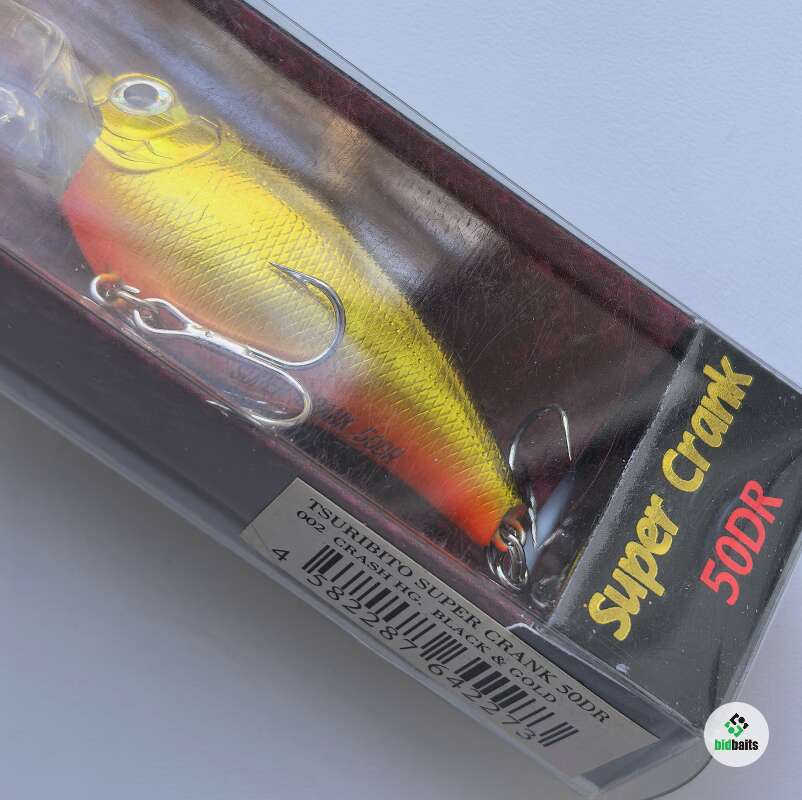 Super Crank
50DR
TSURIBITO SUPER CRANK 50DR
002 CRASH HG, BLACK & GOLD
4 582287 642273
bidbaits